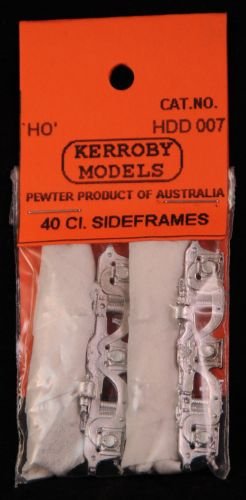 CAT.NO.
'HO' HDD 007
KERROBY
MODELS
PEWTER PRODUCT OF AUSTRALIA
40 Cl. SIDEFRAMES